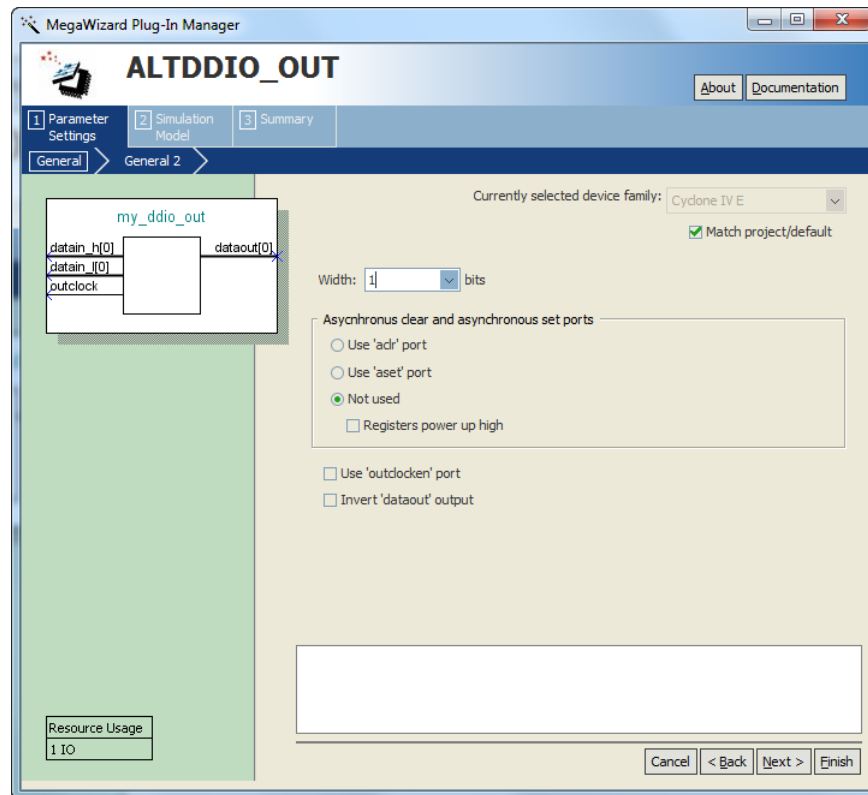 MegaWizard Plug-In Manager
ALTDDIO_OUT
About Documentation
1 Parameter Settings
2 Simulation Model
3 Summary
General
General 2
my_ddio_out
datain_h[0]
dataout[0]
datain_l[0]
outclock
Currently selected device family: Cyclone IV E
Match project/default
Width: 1 bits
Asycnhronus clear and asynchronous set ports
Use 'aclr' port
Use 'aset' port
Not used
Registers power up high
Use 'outclocken' port
Invert 'dataout' output
Resource Usage
1 IO
Cancel < Back Next > Finish